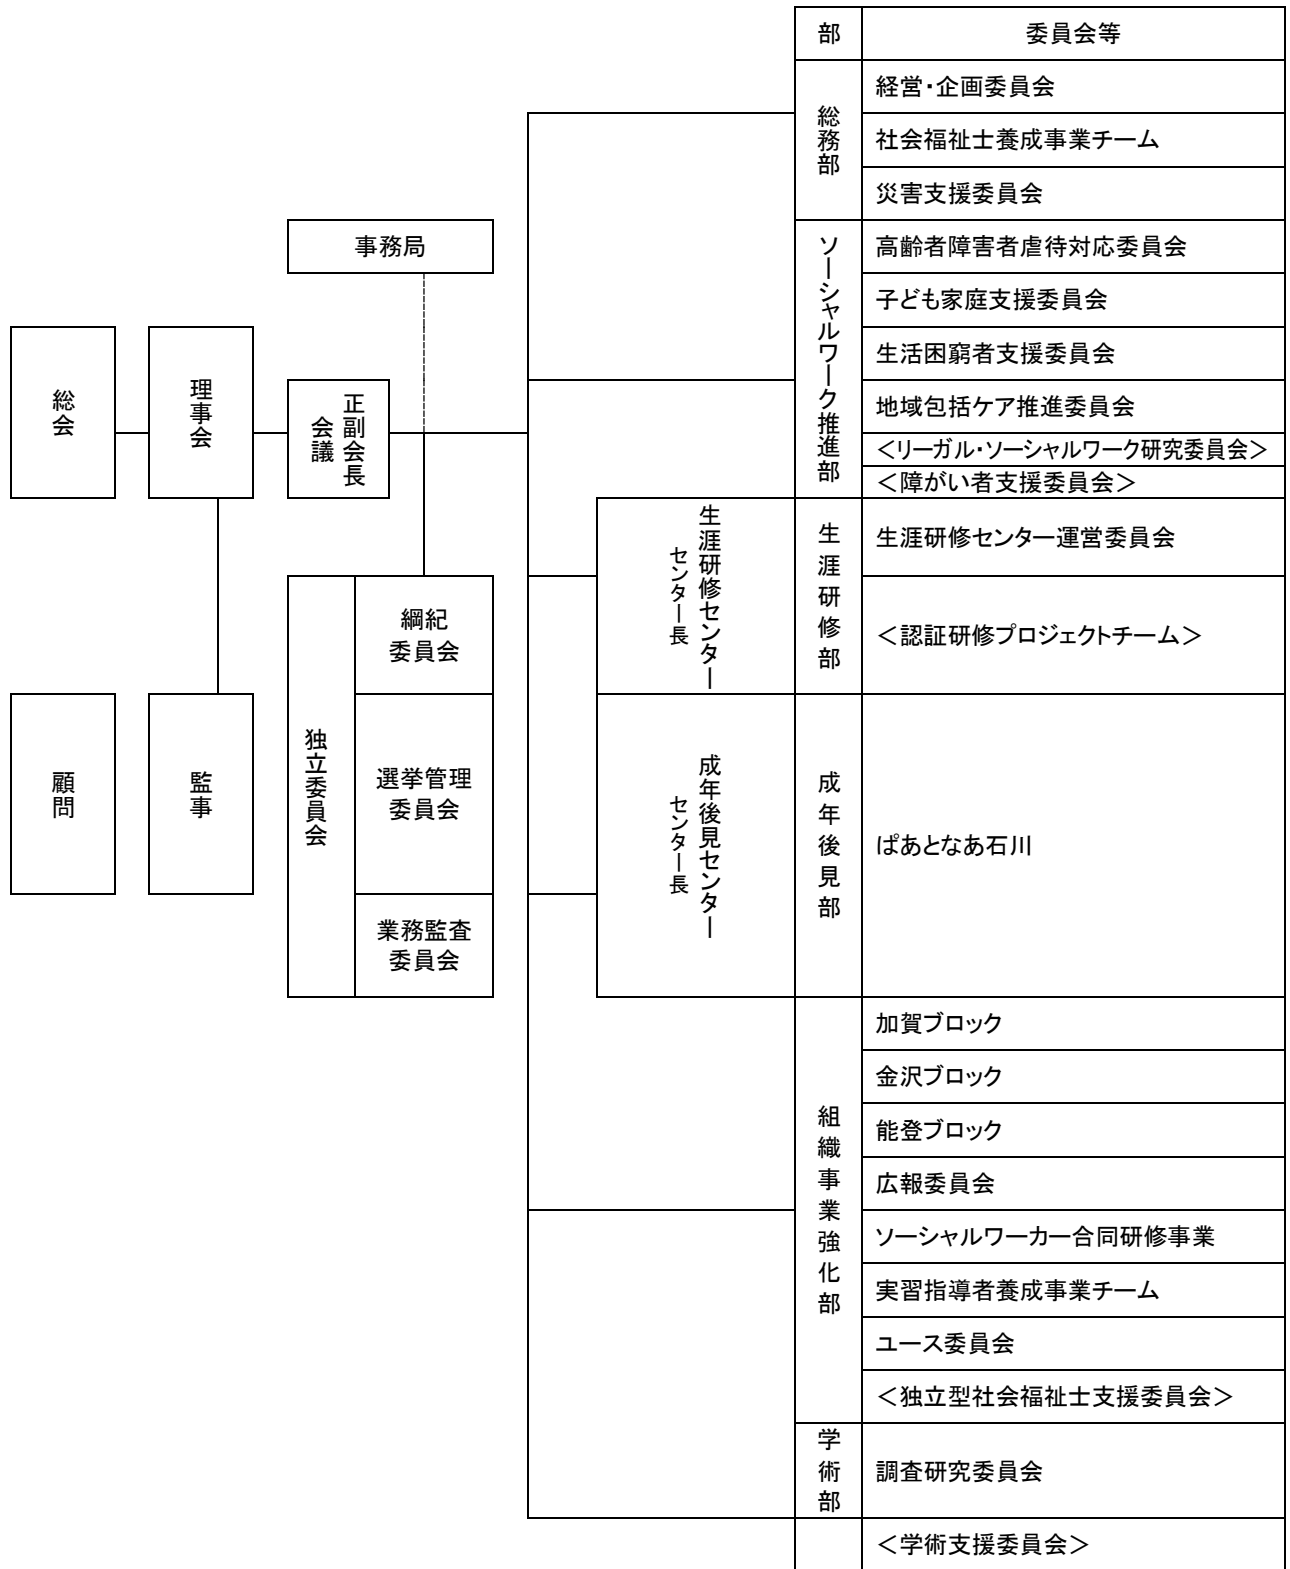 部
委員会等
総務部
経営・企画委員会
社会福祉士養成事業チーム
災害支援委員会
ソーシャルワーク推進部
高齢者障害者虐待対応委員会
子ども家庭支援委員会
生活困窮者支援委員会
地域包括ケア推進委員会
＜リーガル・ソーシャルワーク研究委員会＞
＜障がい者支援委員会＞
事務局
総会
理事会
正副会長
会議
顧問
監事
独立委員会
綱紀
委員会
選挙管理
委員会
業務監査
委員会
生涯研修センター
センター長
生涯研修部
生涯研修センター運営委員会
＜認証研修プロジェクトチーム＞
成年後見センター
センター長
成年後見部
ぱあとなあ石川
組織事業強化部
加賀ブロック
金沢ブロック
能登ブロック
広報委員会
ソーシャルワーカー合同研修事業
実習指導者養成事業チーム
ユース委員会
＜独立型社会福祉士支援委員会＞
学術部
調査研究委員会
＜学術支援委員会＞